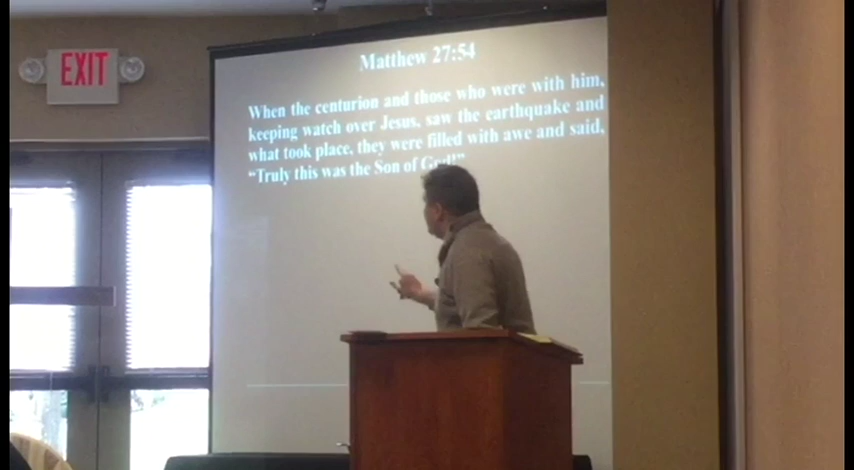 EXIT
Matthew 27:54
When the centurion and those who were with him,
keeping watch over Jesus, saw the earthquake and
what took place, they were filled with awe and said,
“Truly this was the Son of God!”